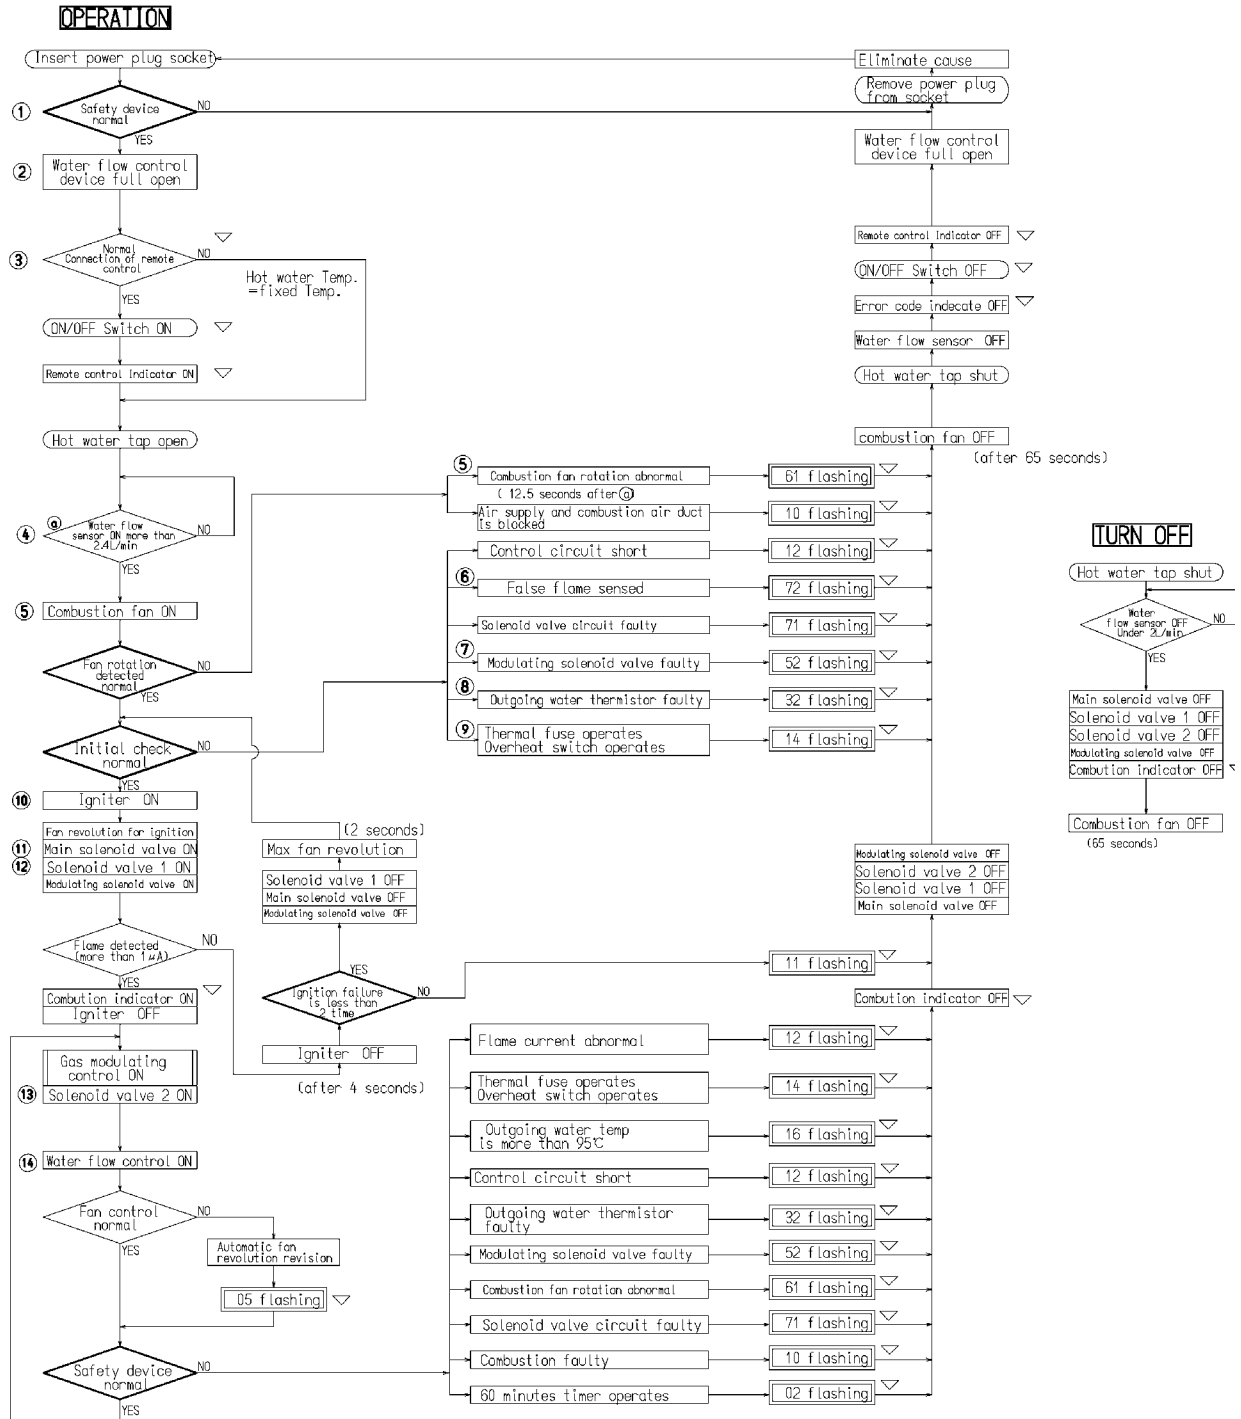 OPERATION
Insert power plug socket
① Safety device
normal
NO
YES
② Water flow control
device full open
③ Normal
Connection of remote
control
NO
YES
Hot water Temp.
=fixed Temp.
ON/OFF Switch ON
Remote control Indicator ON
Hot water tap open
④ ⓐ Water flow
sensor ON more than
2.4L/min
NO
YES
⑤ Combustion fan ON
Fan rotation
detected
normal
NO
YES
Initial check
normal
NO
YES
⑩ Igniter ON
Fan revolution for ignition
⑪ Main solenoid valve ON
⑫ Solenoid valve 1 ON
Modulating solenoid valve ON
Flame detected
(more than 1μA)
NO
YES
Combution indicator ON
Igniter OFF
Gas modulating
control ON
⑬ Solenoid valve 2 ON
⑭ Water flow control ON
Fan control
normal
NO
YES
Automatic fan
revolution revision
05 flashing
Safety device
normal
NO
YES
(2 seconds)
Max fan revolution
Solenoid valve 1 OFF
Main solenoid valve OFF
Modulating solenoid valve OFF
YES
Ignition failure
is less than
2 time
NO
Igniter OFF
(after 4 seconds)
⑤ Combustion fan rotation abnormal
61 flashing
( 12.5 seconds after ⓐ)
Air supply and combustion air duct
is blocked
10 flashing
Control circuit short
12 flashing
⑥ False flame sensed
72 flashing
Solenoid valve circuit faulty
71 flashing
⑦ Modulating solenoid valve faulty
52 flashing
⑧ Outgoing water thermistor faulty
32 flashing
⑨ Thermal fuse operates
Overheat switch operates
14 flashing
11 flashing
Flame current abnormal
12 flashing
Thermal fuse operates
Overheat switch operates
14 flashing
Outgoing water temp
is more than 95℃
16 flashing
Control circuit short
12 flashing
Outgoing water thermistor
faulty
32 flashing
Modulating solenoid valve faulty
52 flashing
Combustion fan rotation abnormal
61 flashing
Solenoid valve circuit faulty
71 flashing
Combustion faulty
10 flashing
60 minutes timer operates
02 flashing
Eliminate cause
Remove power plug
from socket
Water flow control
device full open
Remote control Indicator OFF
ON/OFF Switch OFF
Error code indecate OFF
Water flow sensor OFF
Hot water tap shut
combustion fan OFF
(after 65 seconds)
Modulating solenoid valve OFF
Solenoid valve 2 OFF
Solenoid valve 1 OFF
Main solenoid valve OFF
Combution indicator OFF
TURN OFF
Hot water tap shut
Water
flow sensor OFF
Under 2L/min
NO
YES
Main solenoid valve OFF
Solenoid valve 1 OFF
Solenoid valve 2 OFF
Modulating solenoid valve OFF
Combution indicator OFF
Combustion fan OFF
(65 seconds)